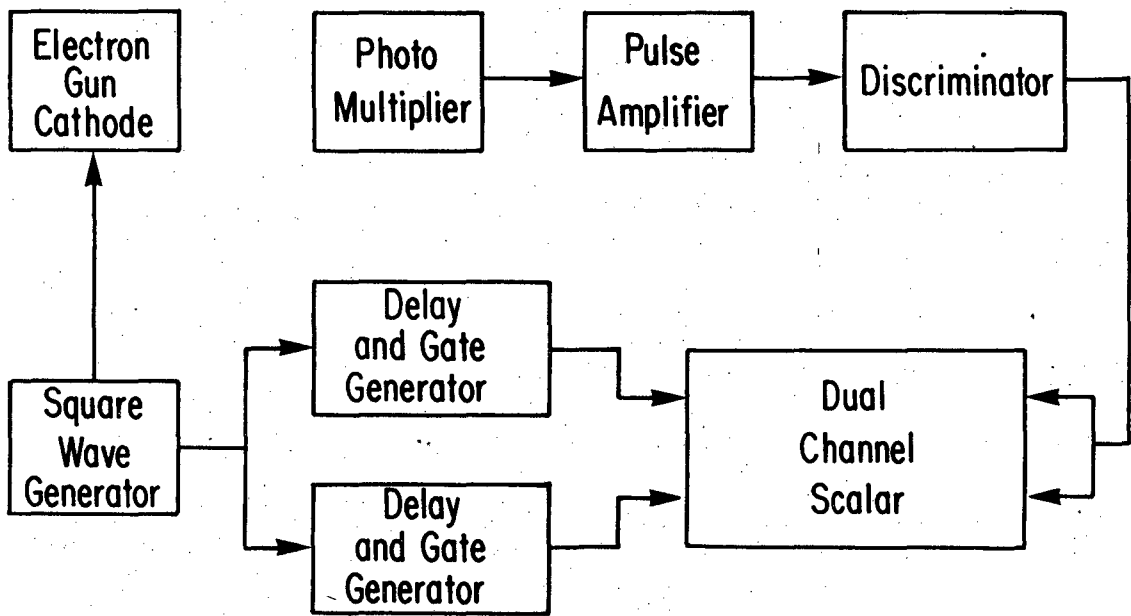 Electron
Gun
Cathode
Photo
Multiplier
Pulse
Amplifier
Discriminator
Delay
and Gate
Generator
Square
Wave
Generator
Dual
Channel
Scalar
Delay
and Gate
Generator